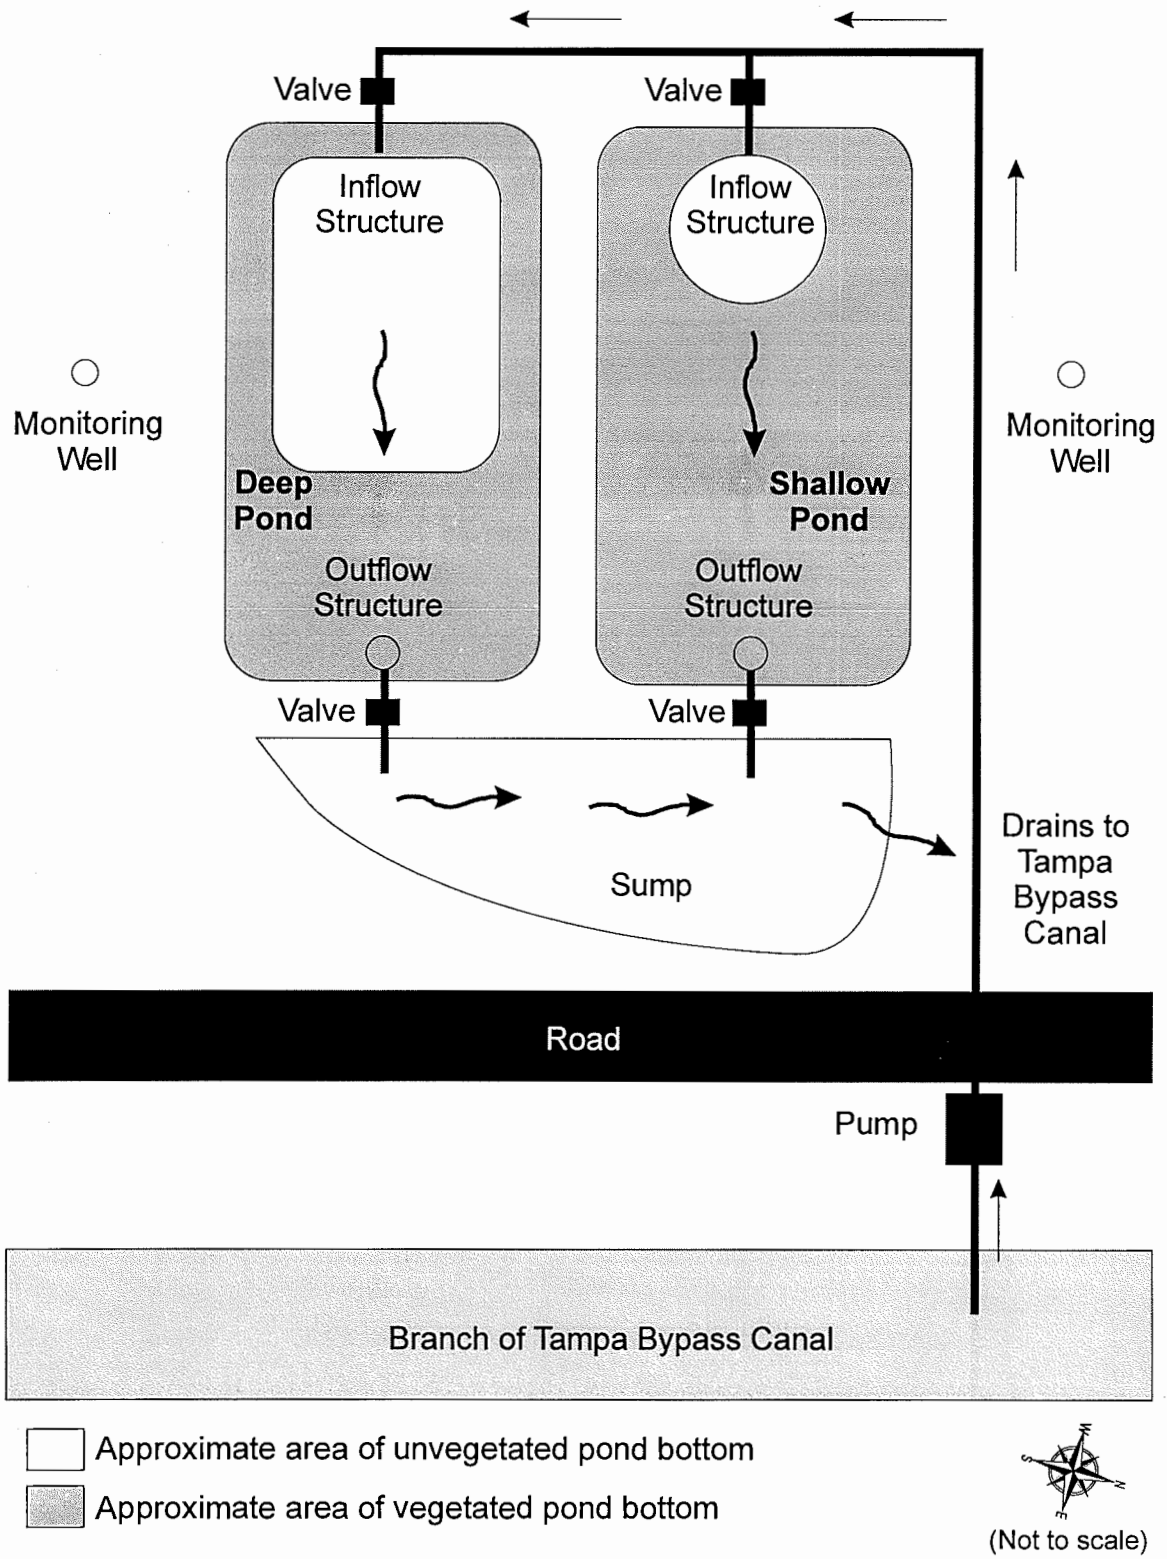 Valve
Valve
Inflow
Structure
Inflow
Structure
Monitoring
Well
Monitoring
Well
Deep
Pond
Shallow
Pond
Outflow
Structure
Outflow
Structure
Valve
Valve
Drains to
Tampa
Bypass
Canal
Sump
Road
Pump
Branch of Tampa Bypass Canal
Approximate area of unvegetated pond bottom
Approximate area of vegetated pond bottom
W
S
N
E
(Not to scale)